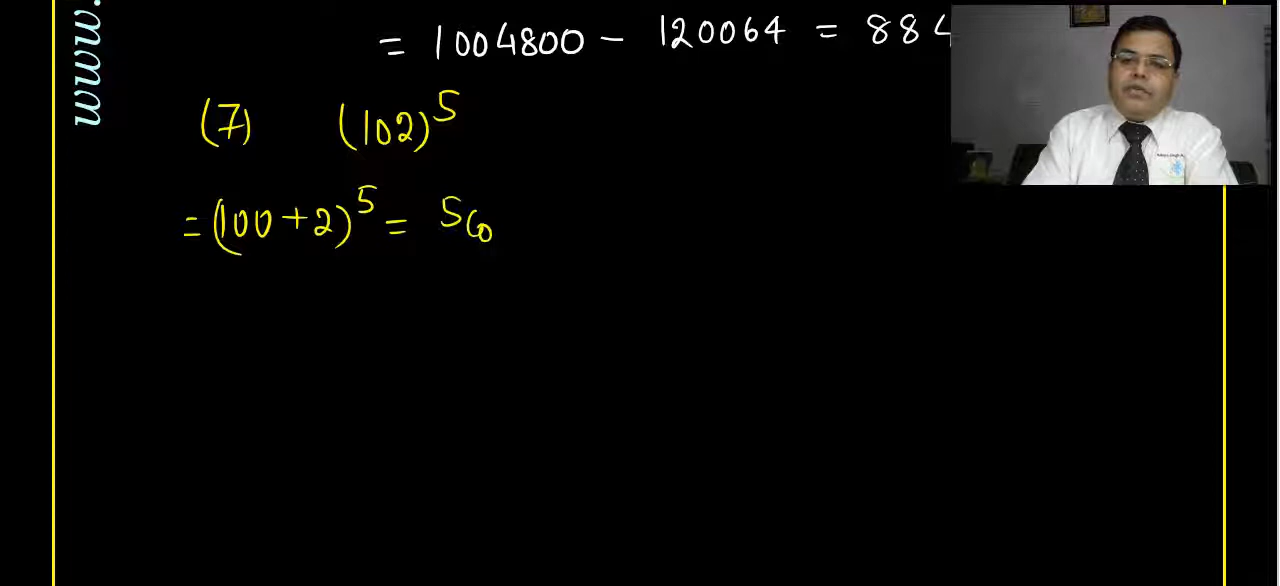 www.
= 1004800 - 120064 = 884
(7) (102)⁵
= (100+2)⁵ = ⁵C₀